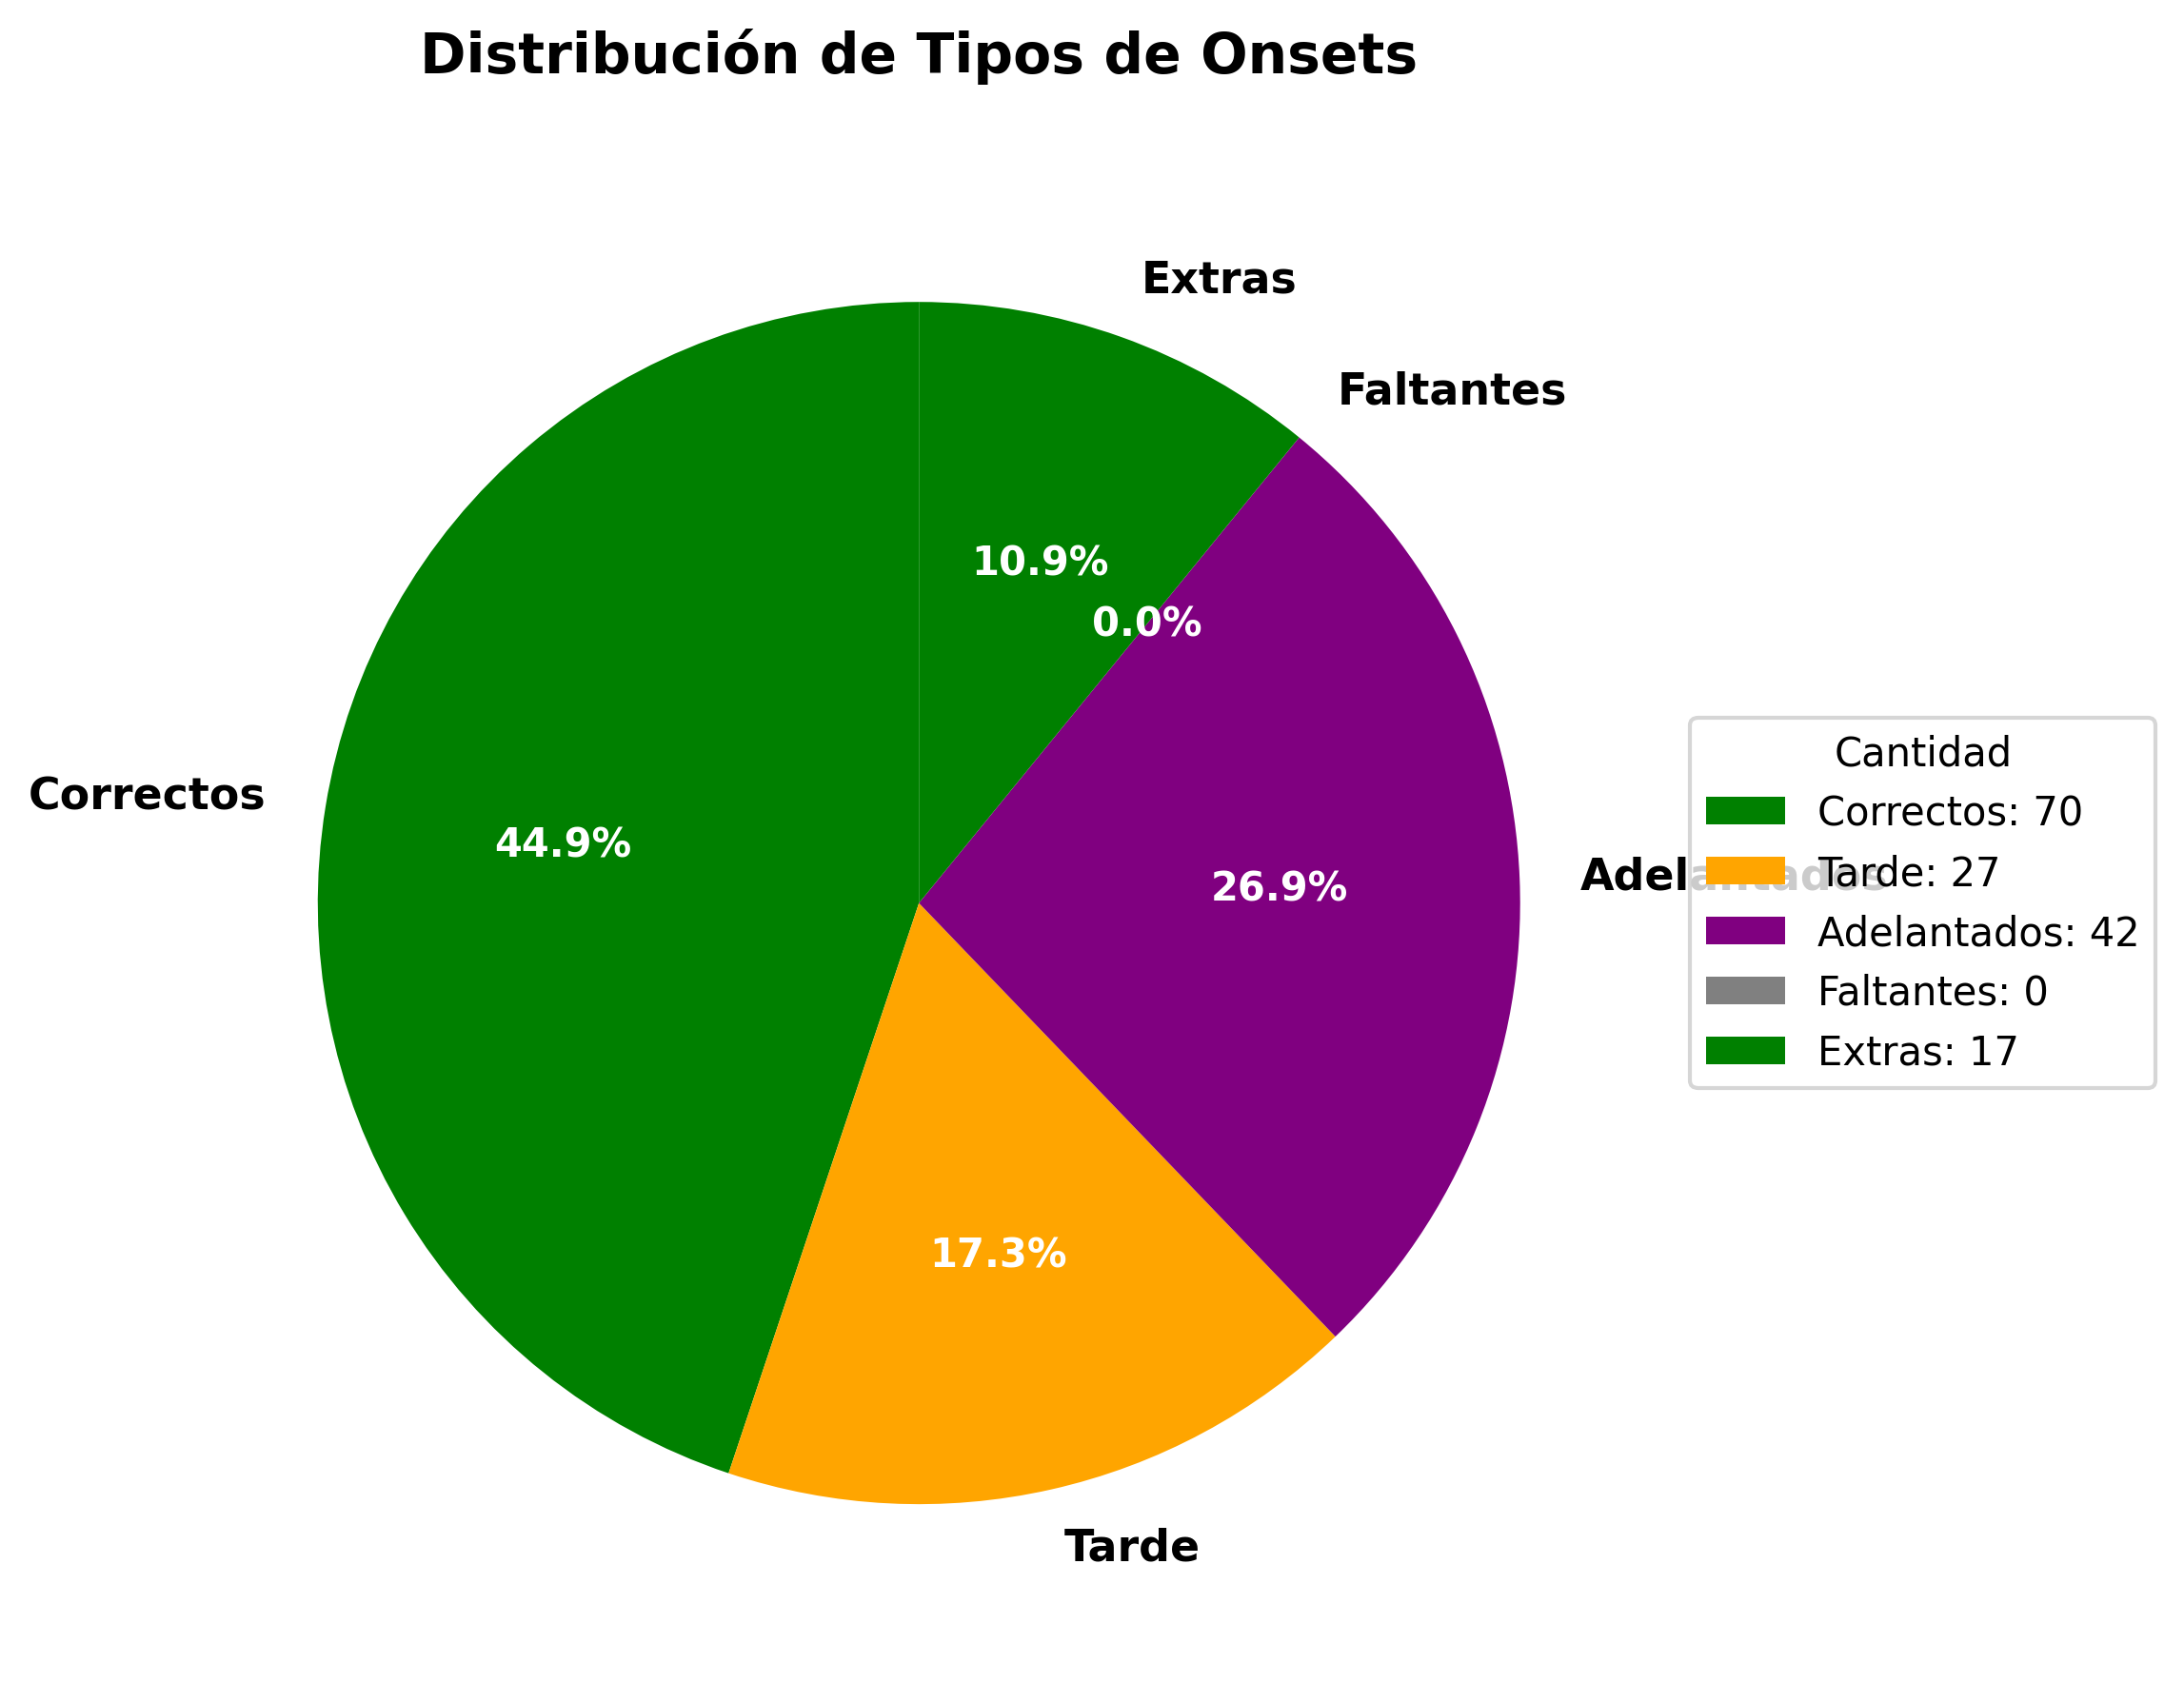 Distribución de Tipos de Onsets
Extras
Faltantes
10.9%
0.0%
Correctos
44.9%
26.9%
Adelantados
17.3%
Tarde
Cantidad
Correctos: 70
Tarde: 27
Adelantados: 42
Faltantes: 0
Extras: 17